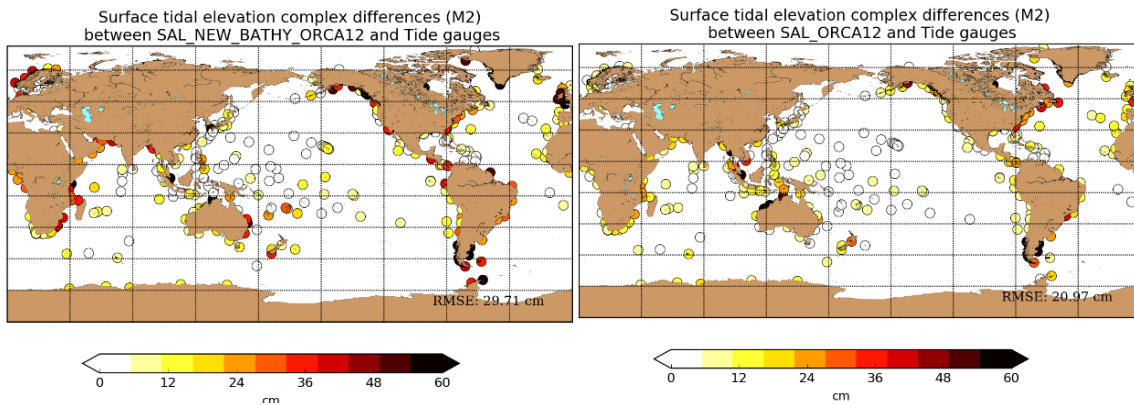 Surface tidal elevation complex differences (M2)
between SAL_NEW_BATHY_ORCA12 and Tide gauges
RMSE: 29.71 cm
0 12 24 36 48 60
cm
Surface tidal elevation complex differences (M2)
between SAL_ORCA12 and Tide gauges
RMSE: 20.97 cm
0 12 24 36 48 60
cm